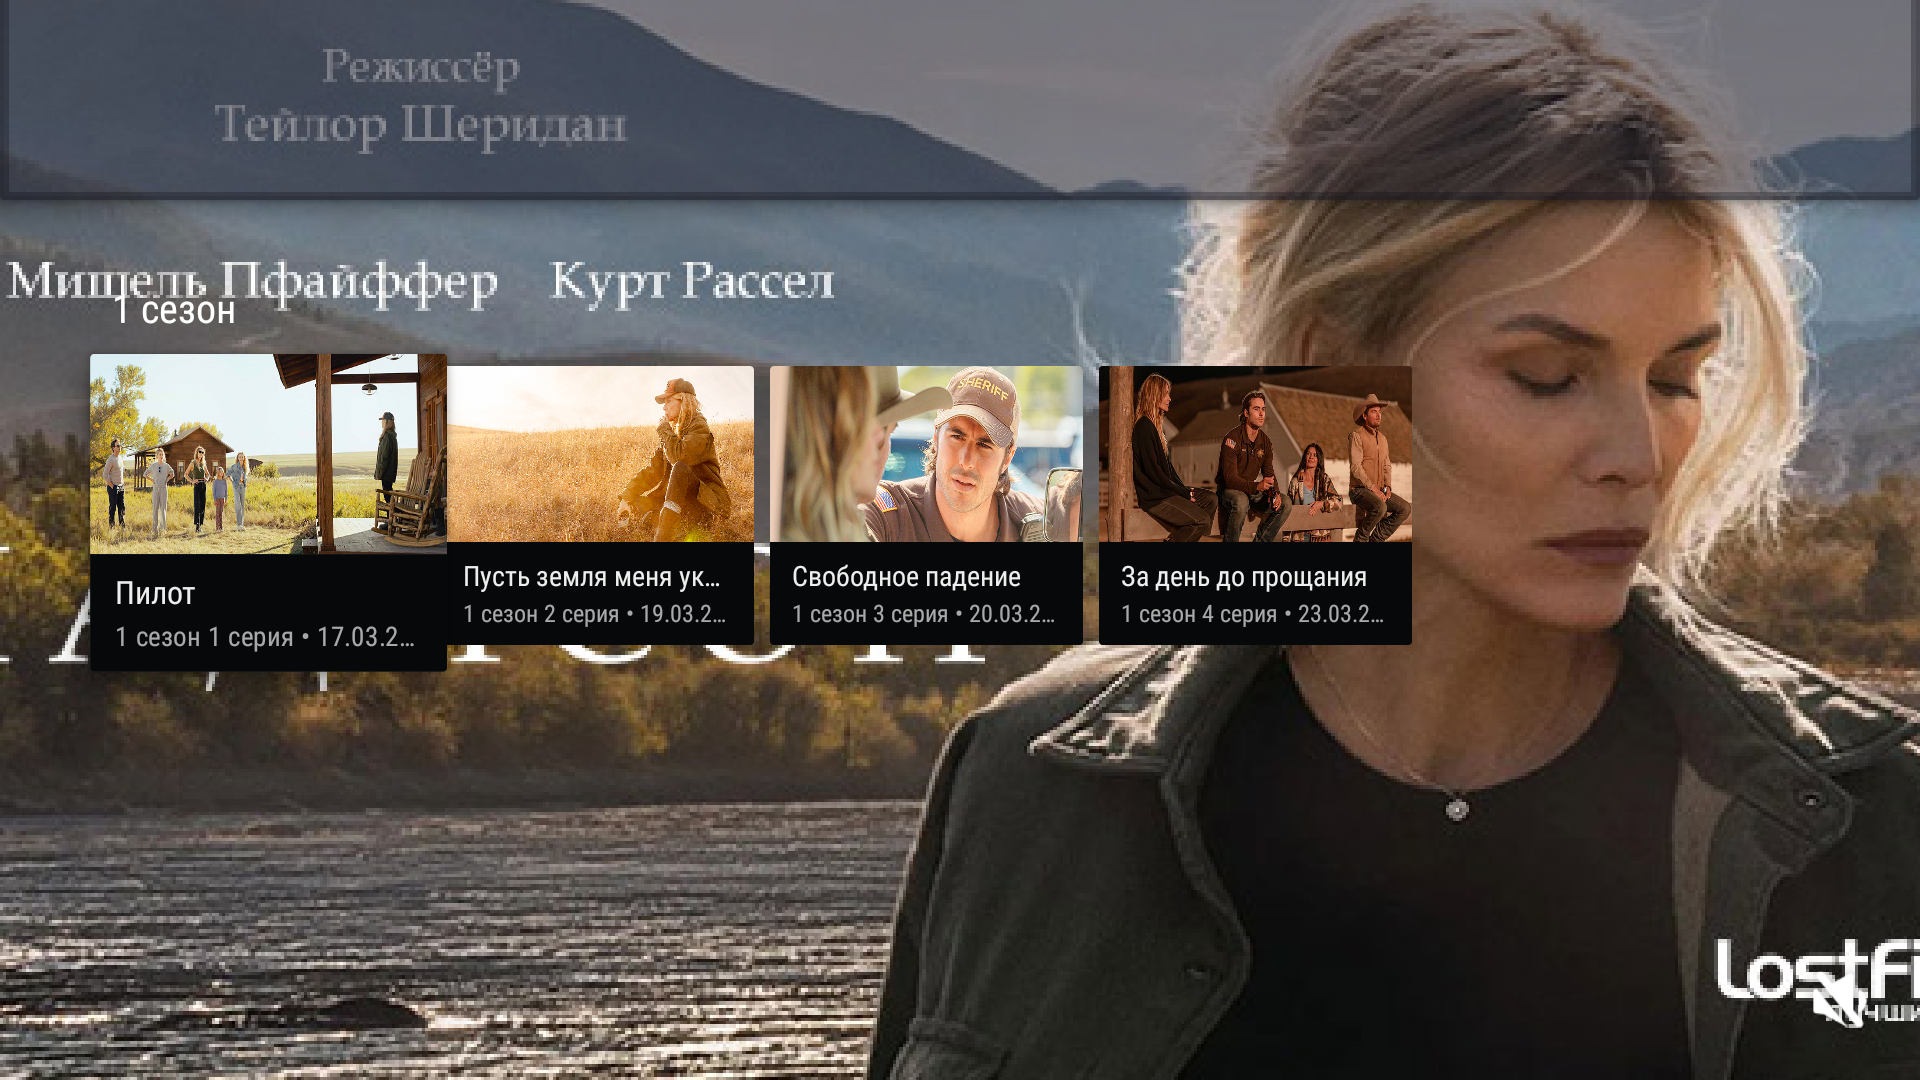 Режиссёр
Тейлор Шеридан
Мишель Пфайффер Курт Рассел
1 сезон
SHERIFF
Пилот
1 сезон 1 серия • 17.03.2...
Пусть земля меня ук...
1 сезон 2 серия • 19.03.2...
Свободное падение
1 сезон 3 серия • 20.03.2...
За день до прощания
1 сезон 4 серия • 23.03.2...
LostFi